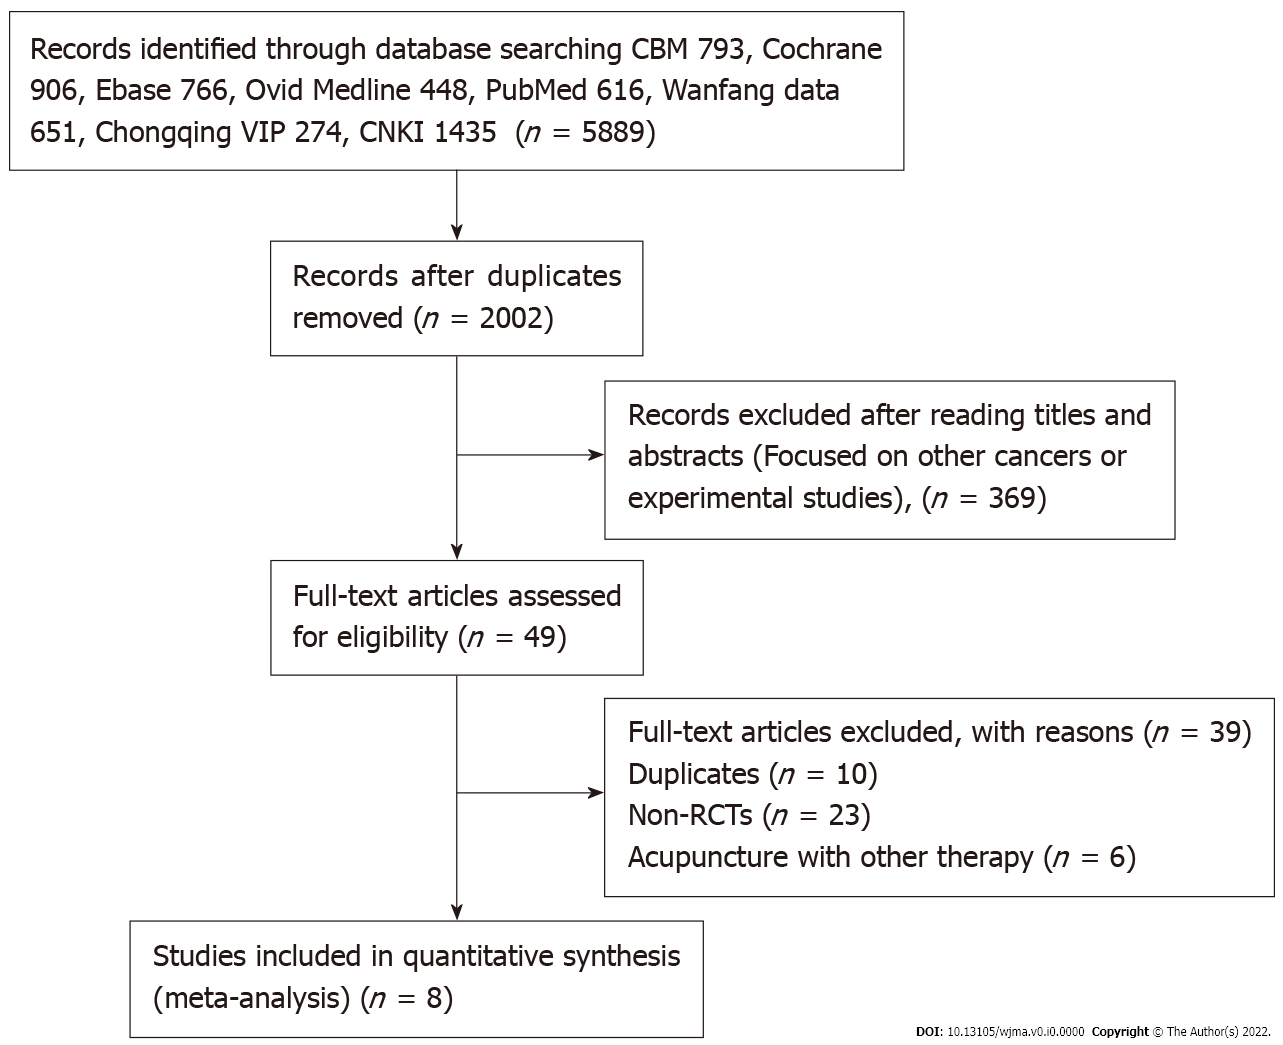 Records identified through database searching CBM 793, Cochrane
906, Ebase 766, Ovid Medline 448, PubMed 616, Wanfang data
651, Chongqing VIP 274, CNKI 1435 (n = 5889)
Records after duplicates
removed (n = 2002)
Records excluded after reading titles and
abstracts (Focused on other cancers or
experimental studies), (n = 369)
Full-text articles assessed
for eligibility (n = 49)
Full-text articles excluded, with reasons (n = 39)
Duplicates (n = 10)
Non-RCTs (n = 23)
Acupuncture with other therapy (n = 6)
Studies included in quantitative synthesis
(meta-analysis) (n = 8)
DOI: 10.13105/wjma.v0.i0.0000 Copyright © The Author(s) 2022.